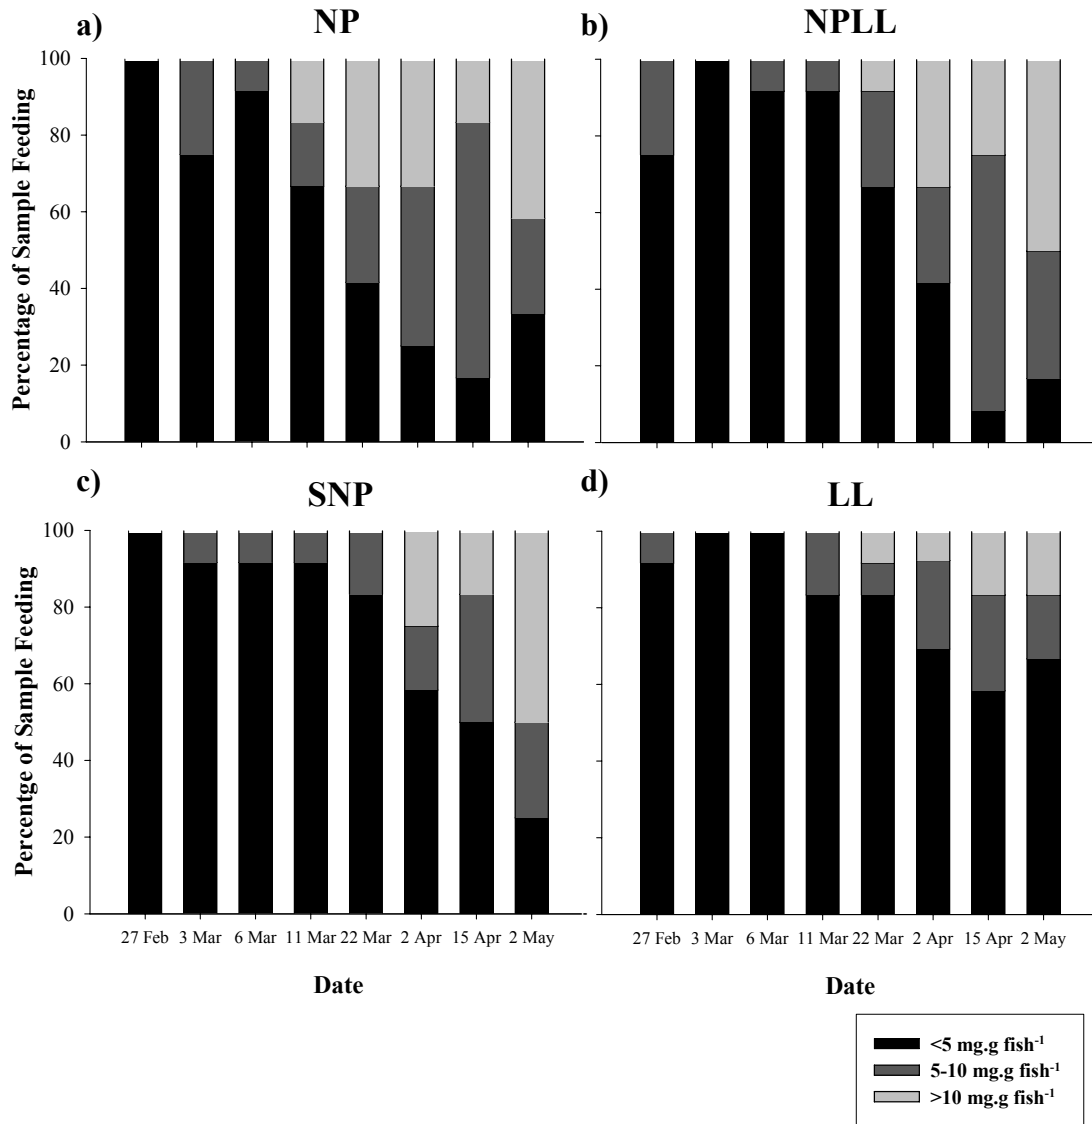 a)
NP
b)
NPLL
Percentage of Sample Feeding
100
80
60
40
20
0
c)
SNP
d)
LL
Percentge of Sample Feeding
100
80
60
40
20
0
27 Feb 3 Mar 6 Mar 11 Mar 22 Mar 2 Apr 15 Apr 2 May
27 Feb 3 Mar 6 Mar 11 Mar 22 Mar 2 Apr 15 Apr 2 May
Date
Date
<5 mg.g fish⁻¹
5-10 mg.g fish⁻¹
>10 mg.g fish⁻¹